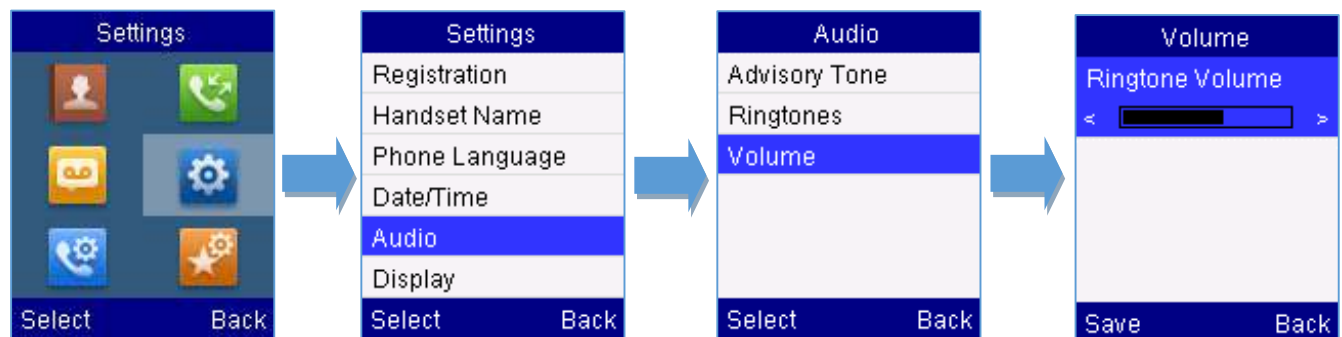 Settings
Select Back
Settings
Registration
Handset Name
Phone Language
Date/Time
Audio
Display
Select Back
Audio
Advisory Tone
Ringtones
Volume
Select Back
Volume
Ringtone Volume
< >
Save Back